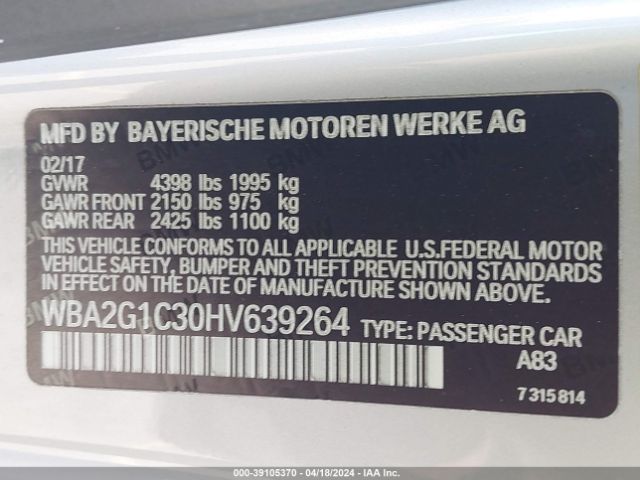 MFD BY BAYERISCHE MOTOREN WERKE AG
02/17
GVWR 4398 lbs 1995 kg
GAWR FRONT 2150 lbs 975 kg
GAWR REAR 2425 lbs 1100 kg
THIS VEHICLE CONFORMS TO ALL APPLICABLE U.S.FEDERAL MOTOR
VEHICLE SAFETY, BUMPER AND THEFT PREVENTION STANDARDS
IN EFFECT ON THE DATE OF MANUFACTURE SHOWN ABOVE.
WBA2G1C30HV639264 TYPE: PASSENGER CAR
A83
7315814
000-39105370 - 04/18/2024 - IAA Inc.